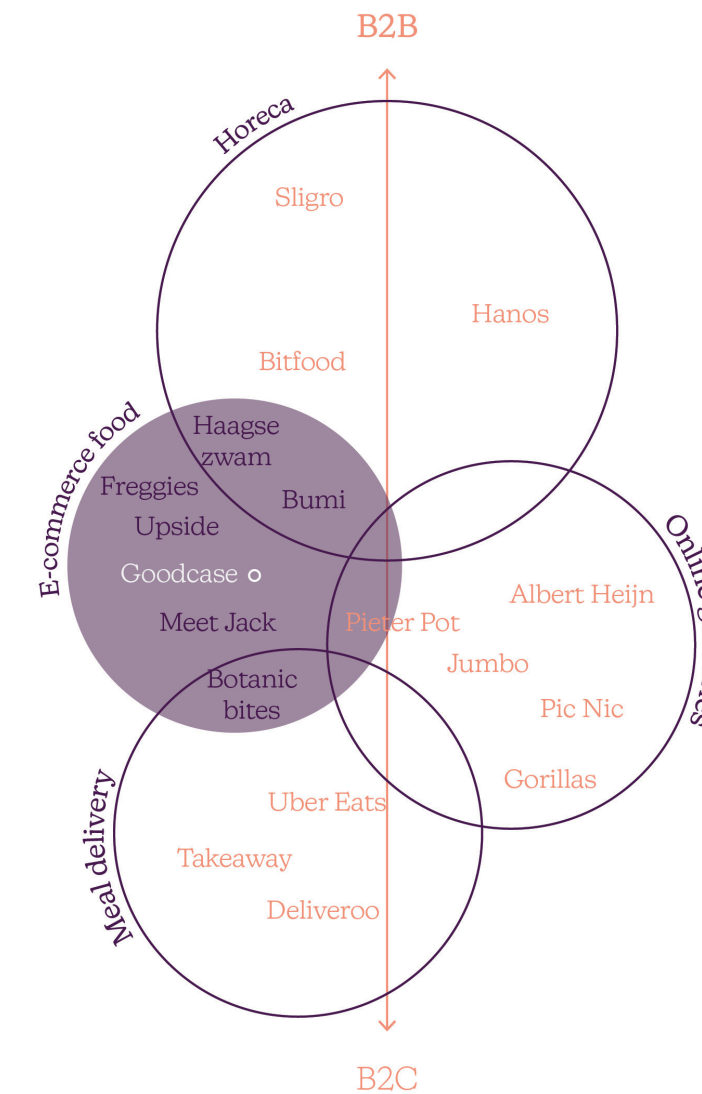 B2B
Horeca
Sligro
Hanos
Bitfood
E-commerce food
Haagse
zwam
Freggies
Bumi
Upside
Goodcase
Meet Jack
Botanic
bites
Pieter Pot
Online
Albert Heijn
Jumbo
Pic Nic
Gorillas
Meal delivery
Uber Eats
Takeaway
Deliveroo
B2C